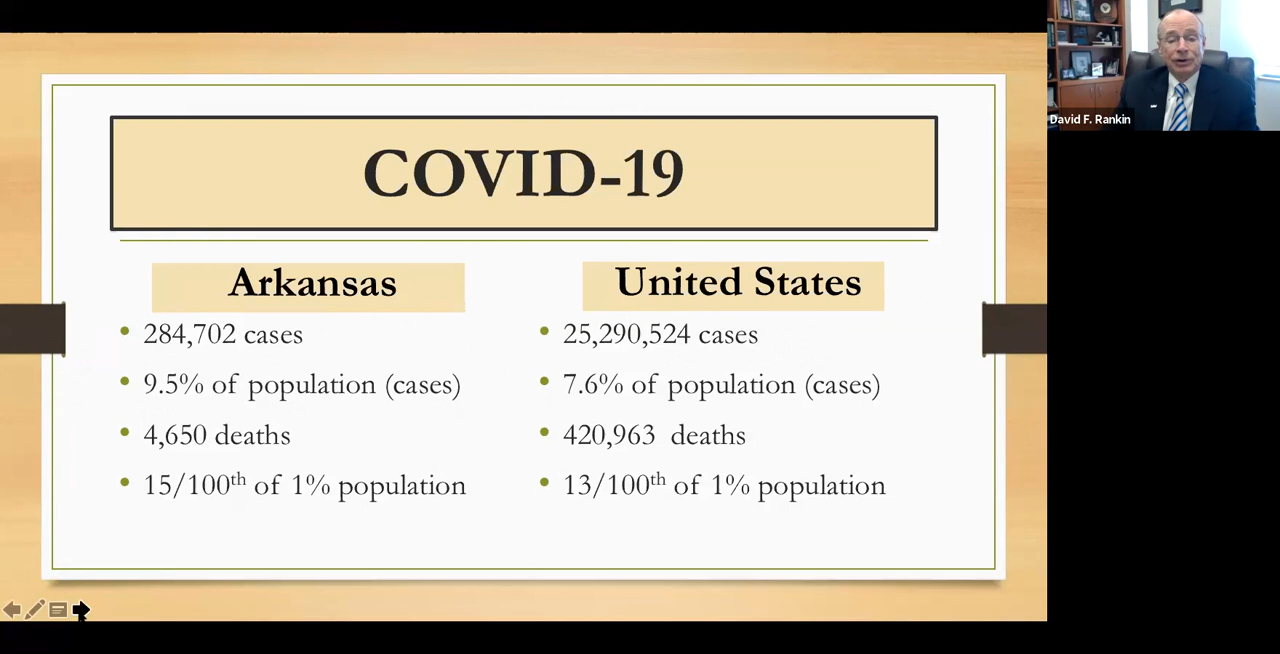 COVID-19
Arkansas
• 284,702 cases
• 9.5% of population (cases)
• 4,650 deaths
• 15/100th of 1% population
United States
• 25,290,524 cases
• 7.6% of population (cases)
• 420,963  deaths
• 13/100th of 1% population
David F. Rankin